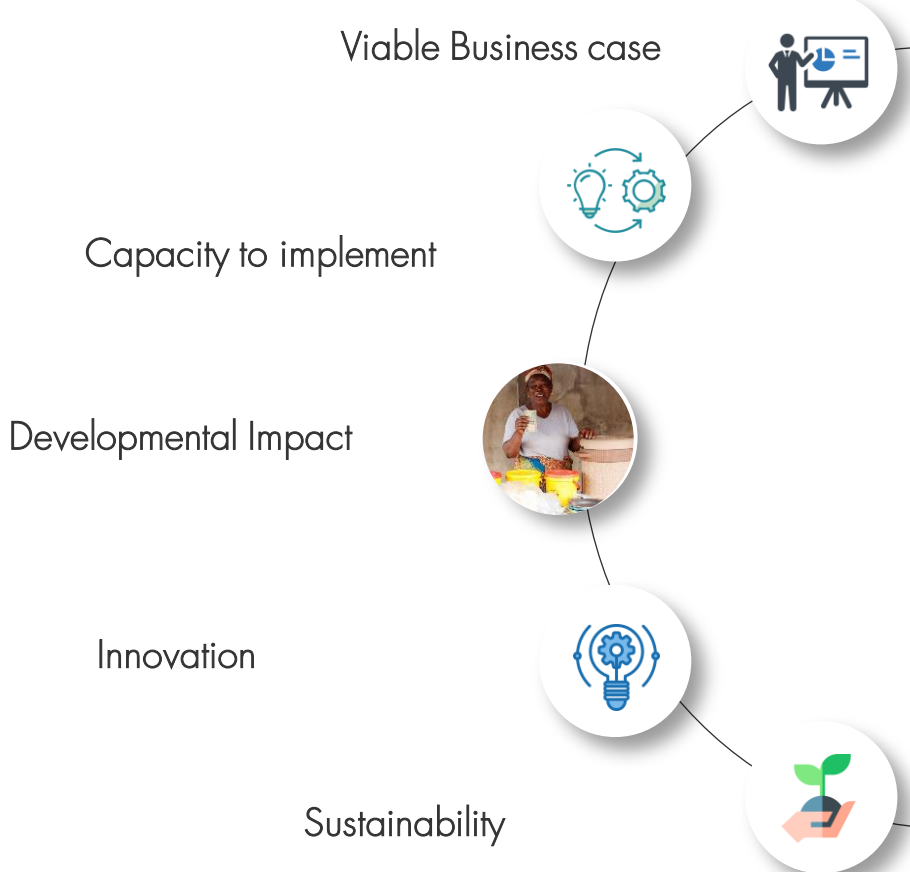 Viable Business case
Capacity to implement
Developmental Impact
Innovation
Sustainability